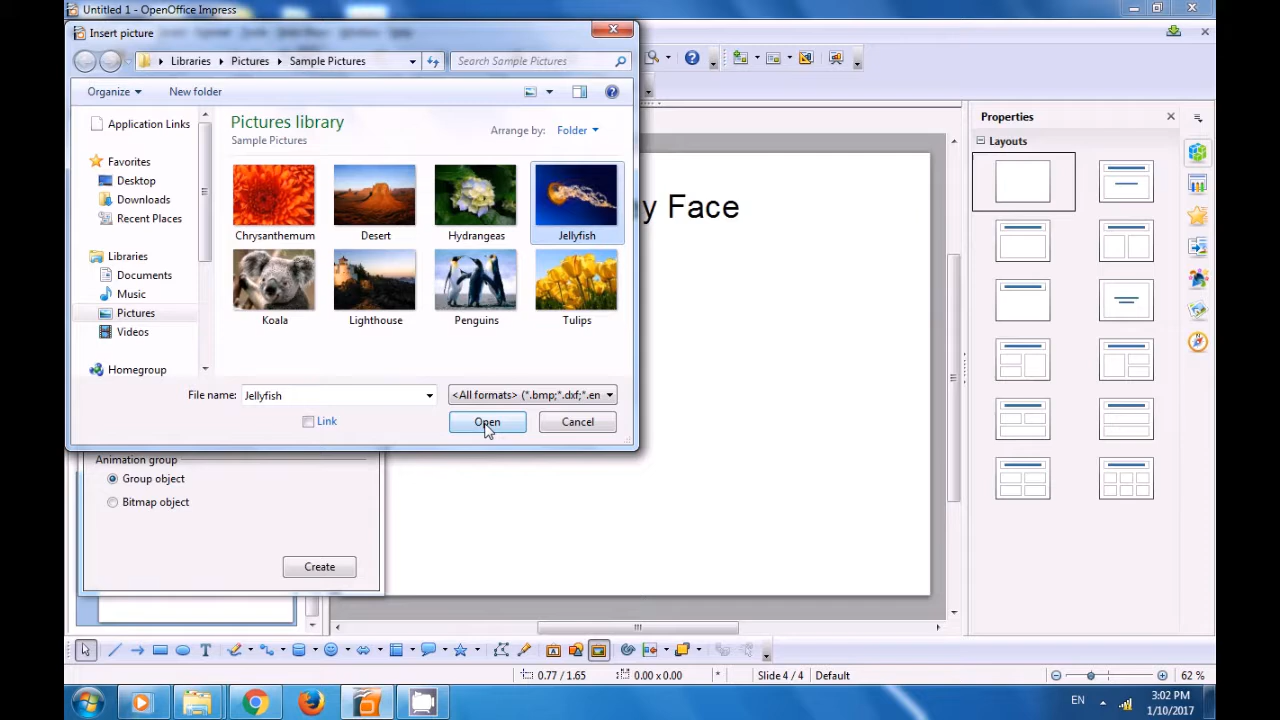 Untitled 1 - OpenOffice Impress
Insert picture
Libraries
Pictures
Sample Pictures
Search Sample Pictures
Organize
New folder
Application Links
Favorites
Desktop
Downloads
Recent Places
Libraries
Documents
Music
Pictures
Videos
Homegroup
Pictures library
Sample Pictures
Arrange by:
Folder
Chrysanthemum
Desert
Hydrangeas
Jellyfish
Koala
Lighthouse
Penguins
Tulips
File name:
Jellyfish
<All formats> (*.bmp;*.dxf;*.en
Link
Open
Cancel
y Face
Properties
Layouts
Animation group
Group object
Bitmap object
Create
0.77 / 1.65
0.00 x 0.00
*
Slide 4 / 4
Default
62 %
EN
3:02 PM
1/10/2017